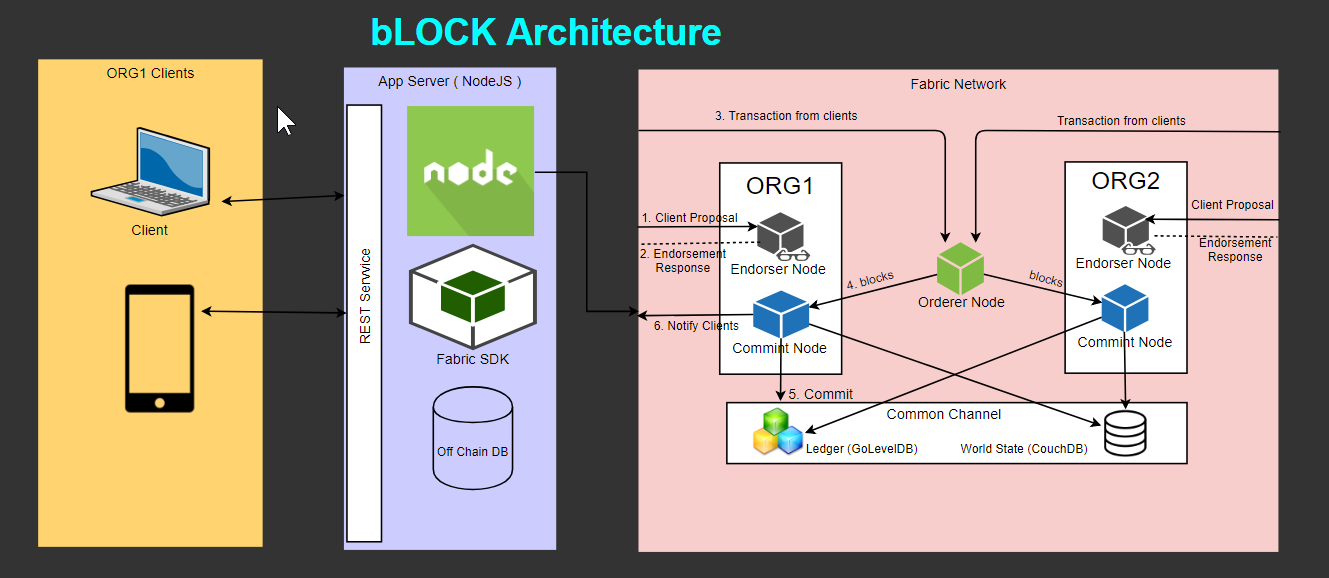 bLOCK Architecture
ORG1 Clients
Client
App Server ( NodeJS )
REST Service
node
Fabric SDK
Off Chain DB
Fabric Network
3. Transaction from clients
Transaction from clients
ORG1
1. Client Proposal
2. Endorsement
Response
Endorser Node
6. Notify Clients
Commint Node
4. blocks
Orderer Node
blocks
ORG2
Client Proposal
Endorsement
Response
Endorser Node
Commint Node
5. Commit
Common Channel
Ledger (GoLevelDB)
World State (CouchDB)